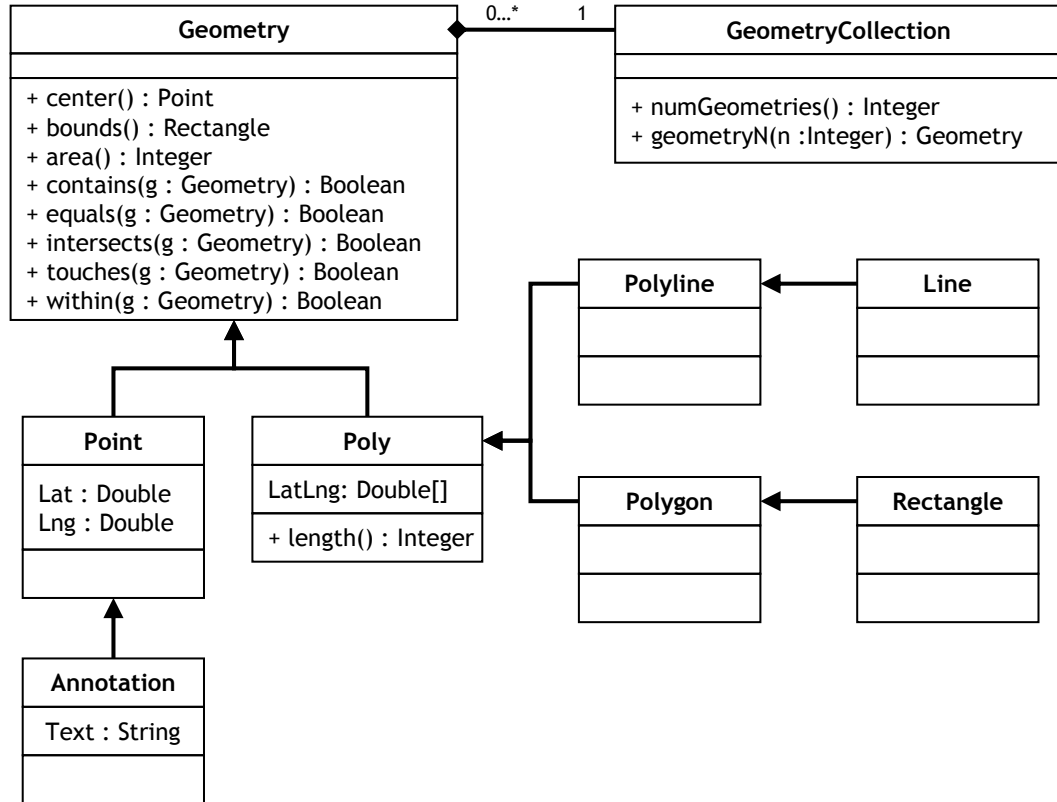 Geometry
+ center() : Point
+ bounds() : Rectangle
+ area() : Integer
+ contains(g : Geometry) : Boolean
+ equals(g : Geometry) : Boolean
+ intersects(g : Geometry) : Boolean
+ touches(g : Geometry) : Boolean
+ within(g : Geometry) : Boolean
0...*
1
GeometryCollection
+ numGeometries() : Integer
+ geometryN(n :Integer) : Geometry
Polyline
Line
Point
Lat : Double
Lng : Double
Poly
LatLng: Double[]
+ length() : Integer
Polygon
Rectangle
Annotation
Text : String